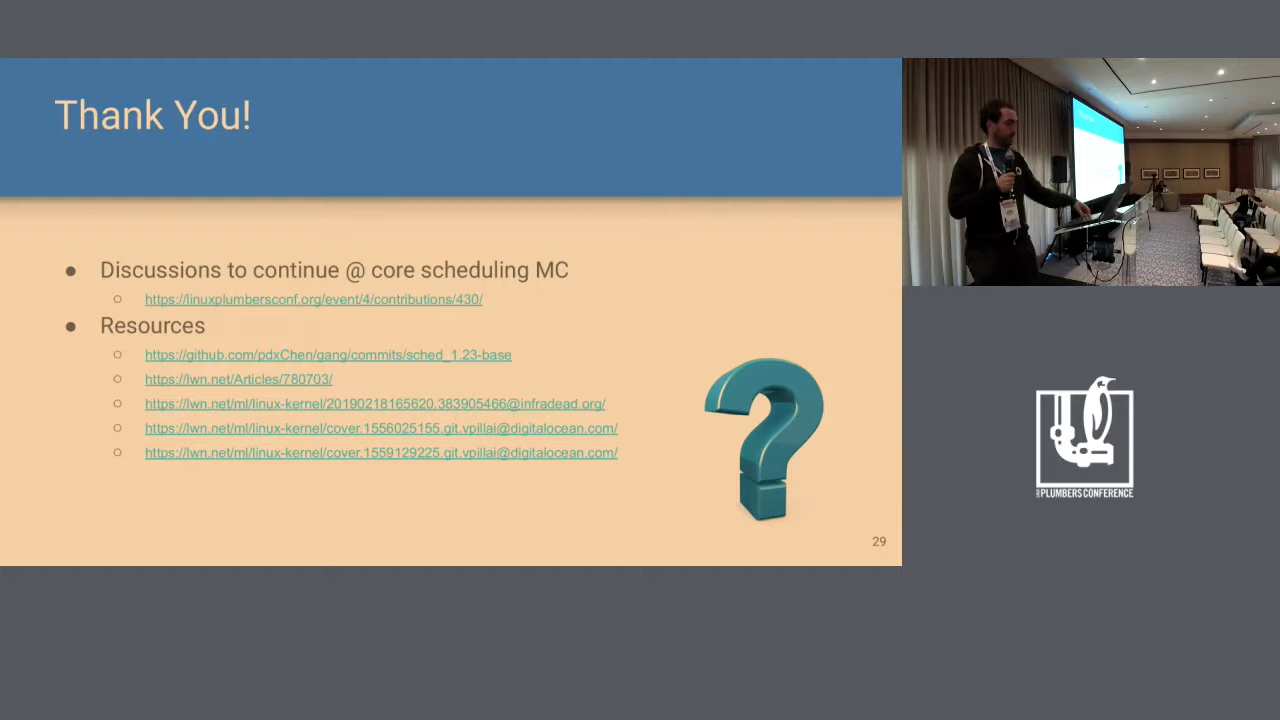 Thank You!
● Discussions to continue @ core scheduling MC
○ https://linuxplumbersconf.org/event/4/contributions/430/
● Resources
○ https://github.com/pdxChen/gang/commits/sched_1.23-base
○ https://lwn.net/Articles/780703/
○ https://lwn.net/ml/linux-kernel/20190218165620.383905466@infradead.org/
○ https://lwn.net/ml/linux-kernel/cover.1556025155.git.vpillai@digitalocean.com/
○ https://lwn.net/ml/linux-kernel/cover.1559129225.git.vpillai@digitalocean.com/
29
PLUMBERS CONFERENCE